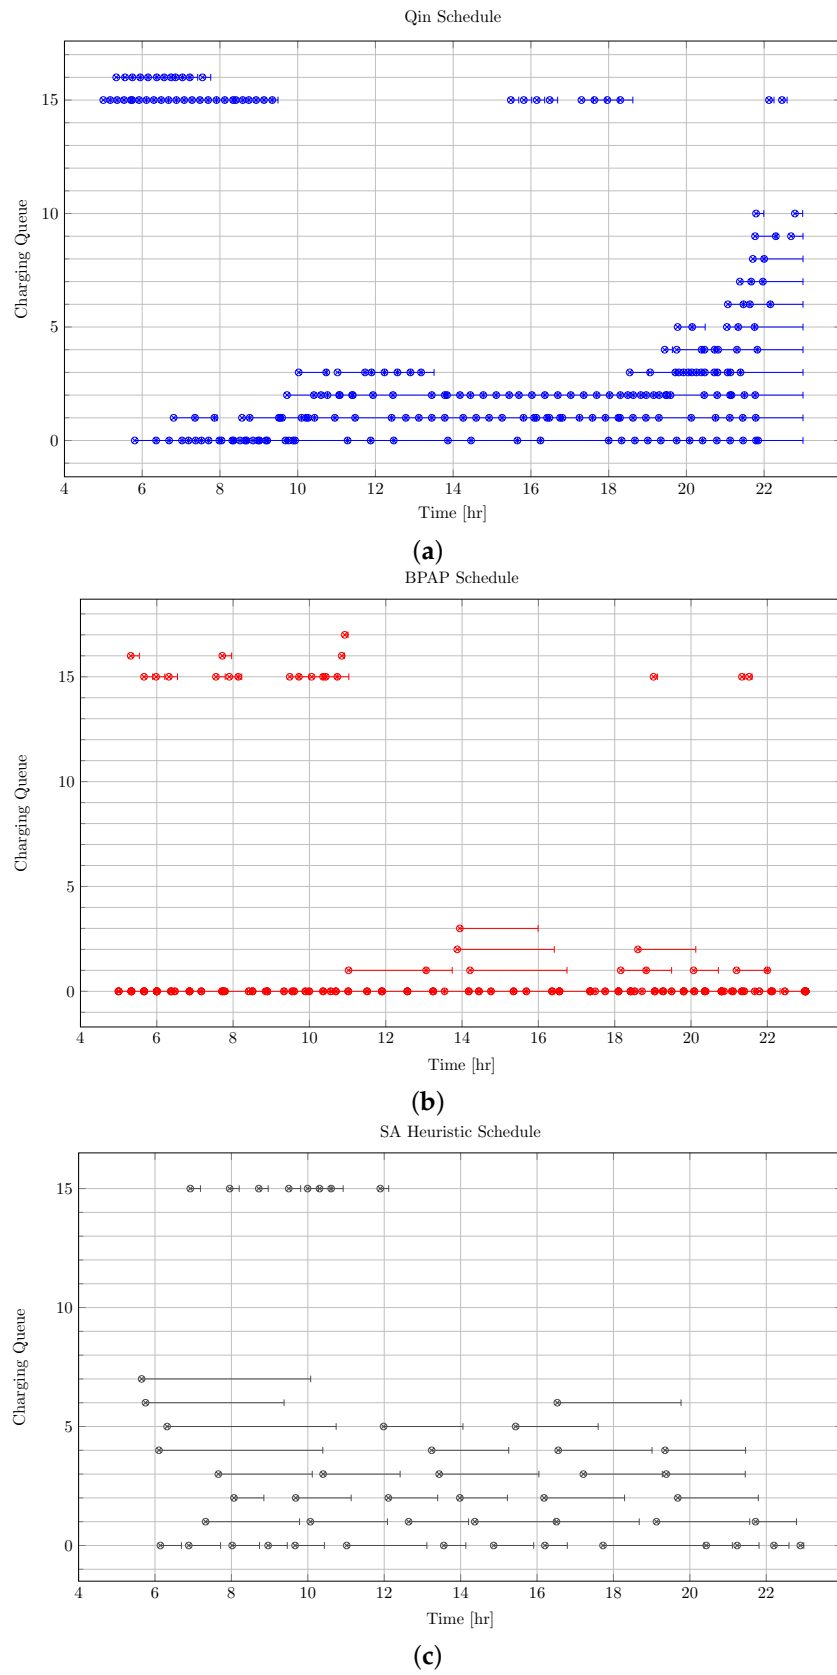 Qin Schedule
15
10
5
0
Charging Queue
4 6 8 10 12 14 16 18 20 22
Time [hr]
(a)
BPAP Schedule
15
10
5
0
Charging Queue
4 6 8 10 12 14 16 18 20 22
Time [hr]
(b)
SA Heuristic Schedule
15
10
5
0
Charging Queue
4 6 8 10 12 14 16 18 20 22
Time [hr]
(c)